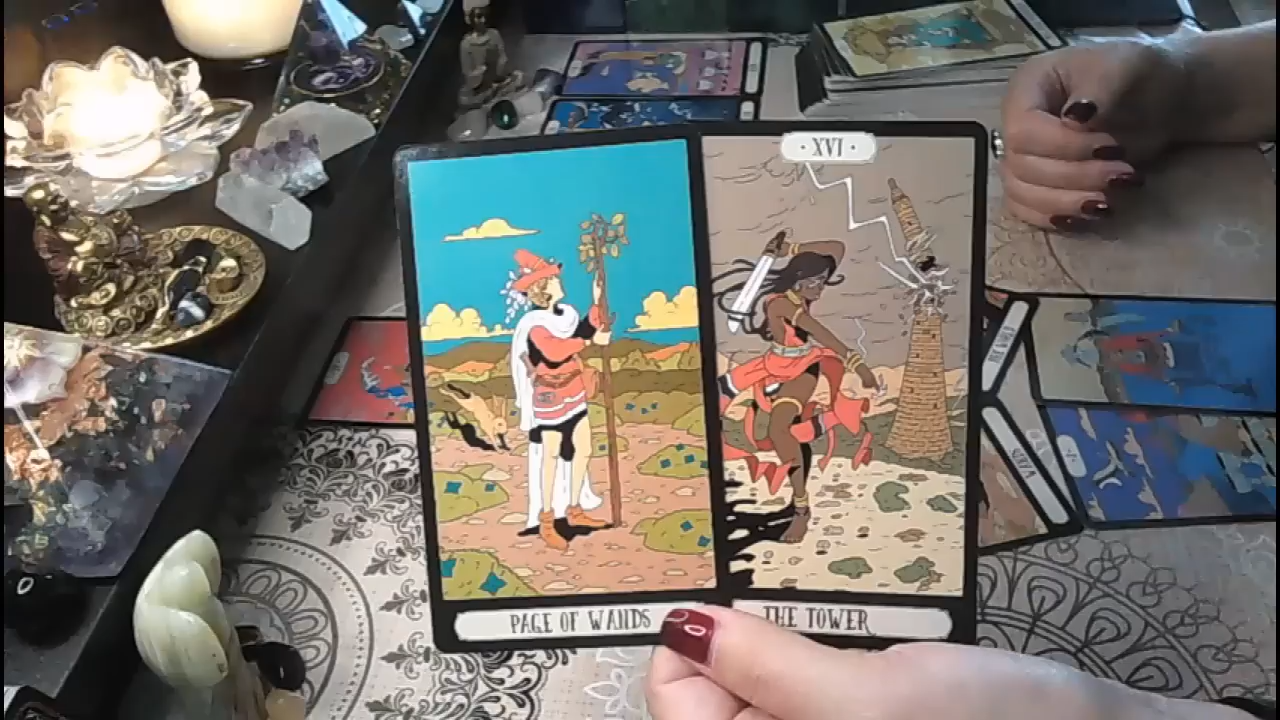 · XVI ·
PAGE OF WANDS
THE TOWER